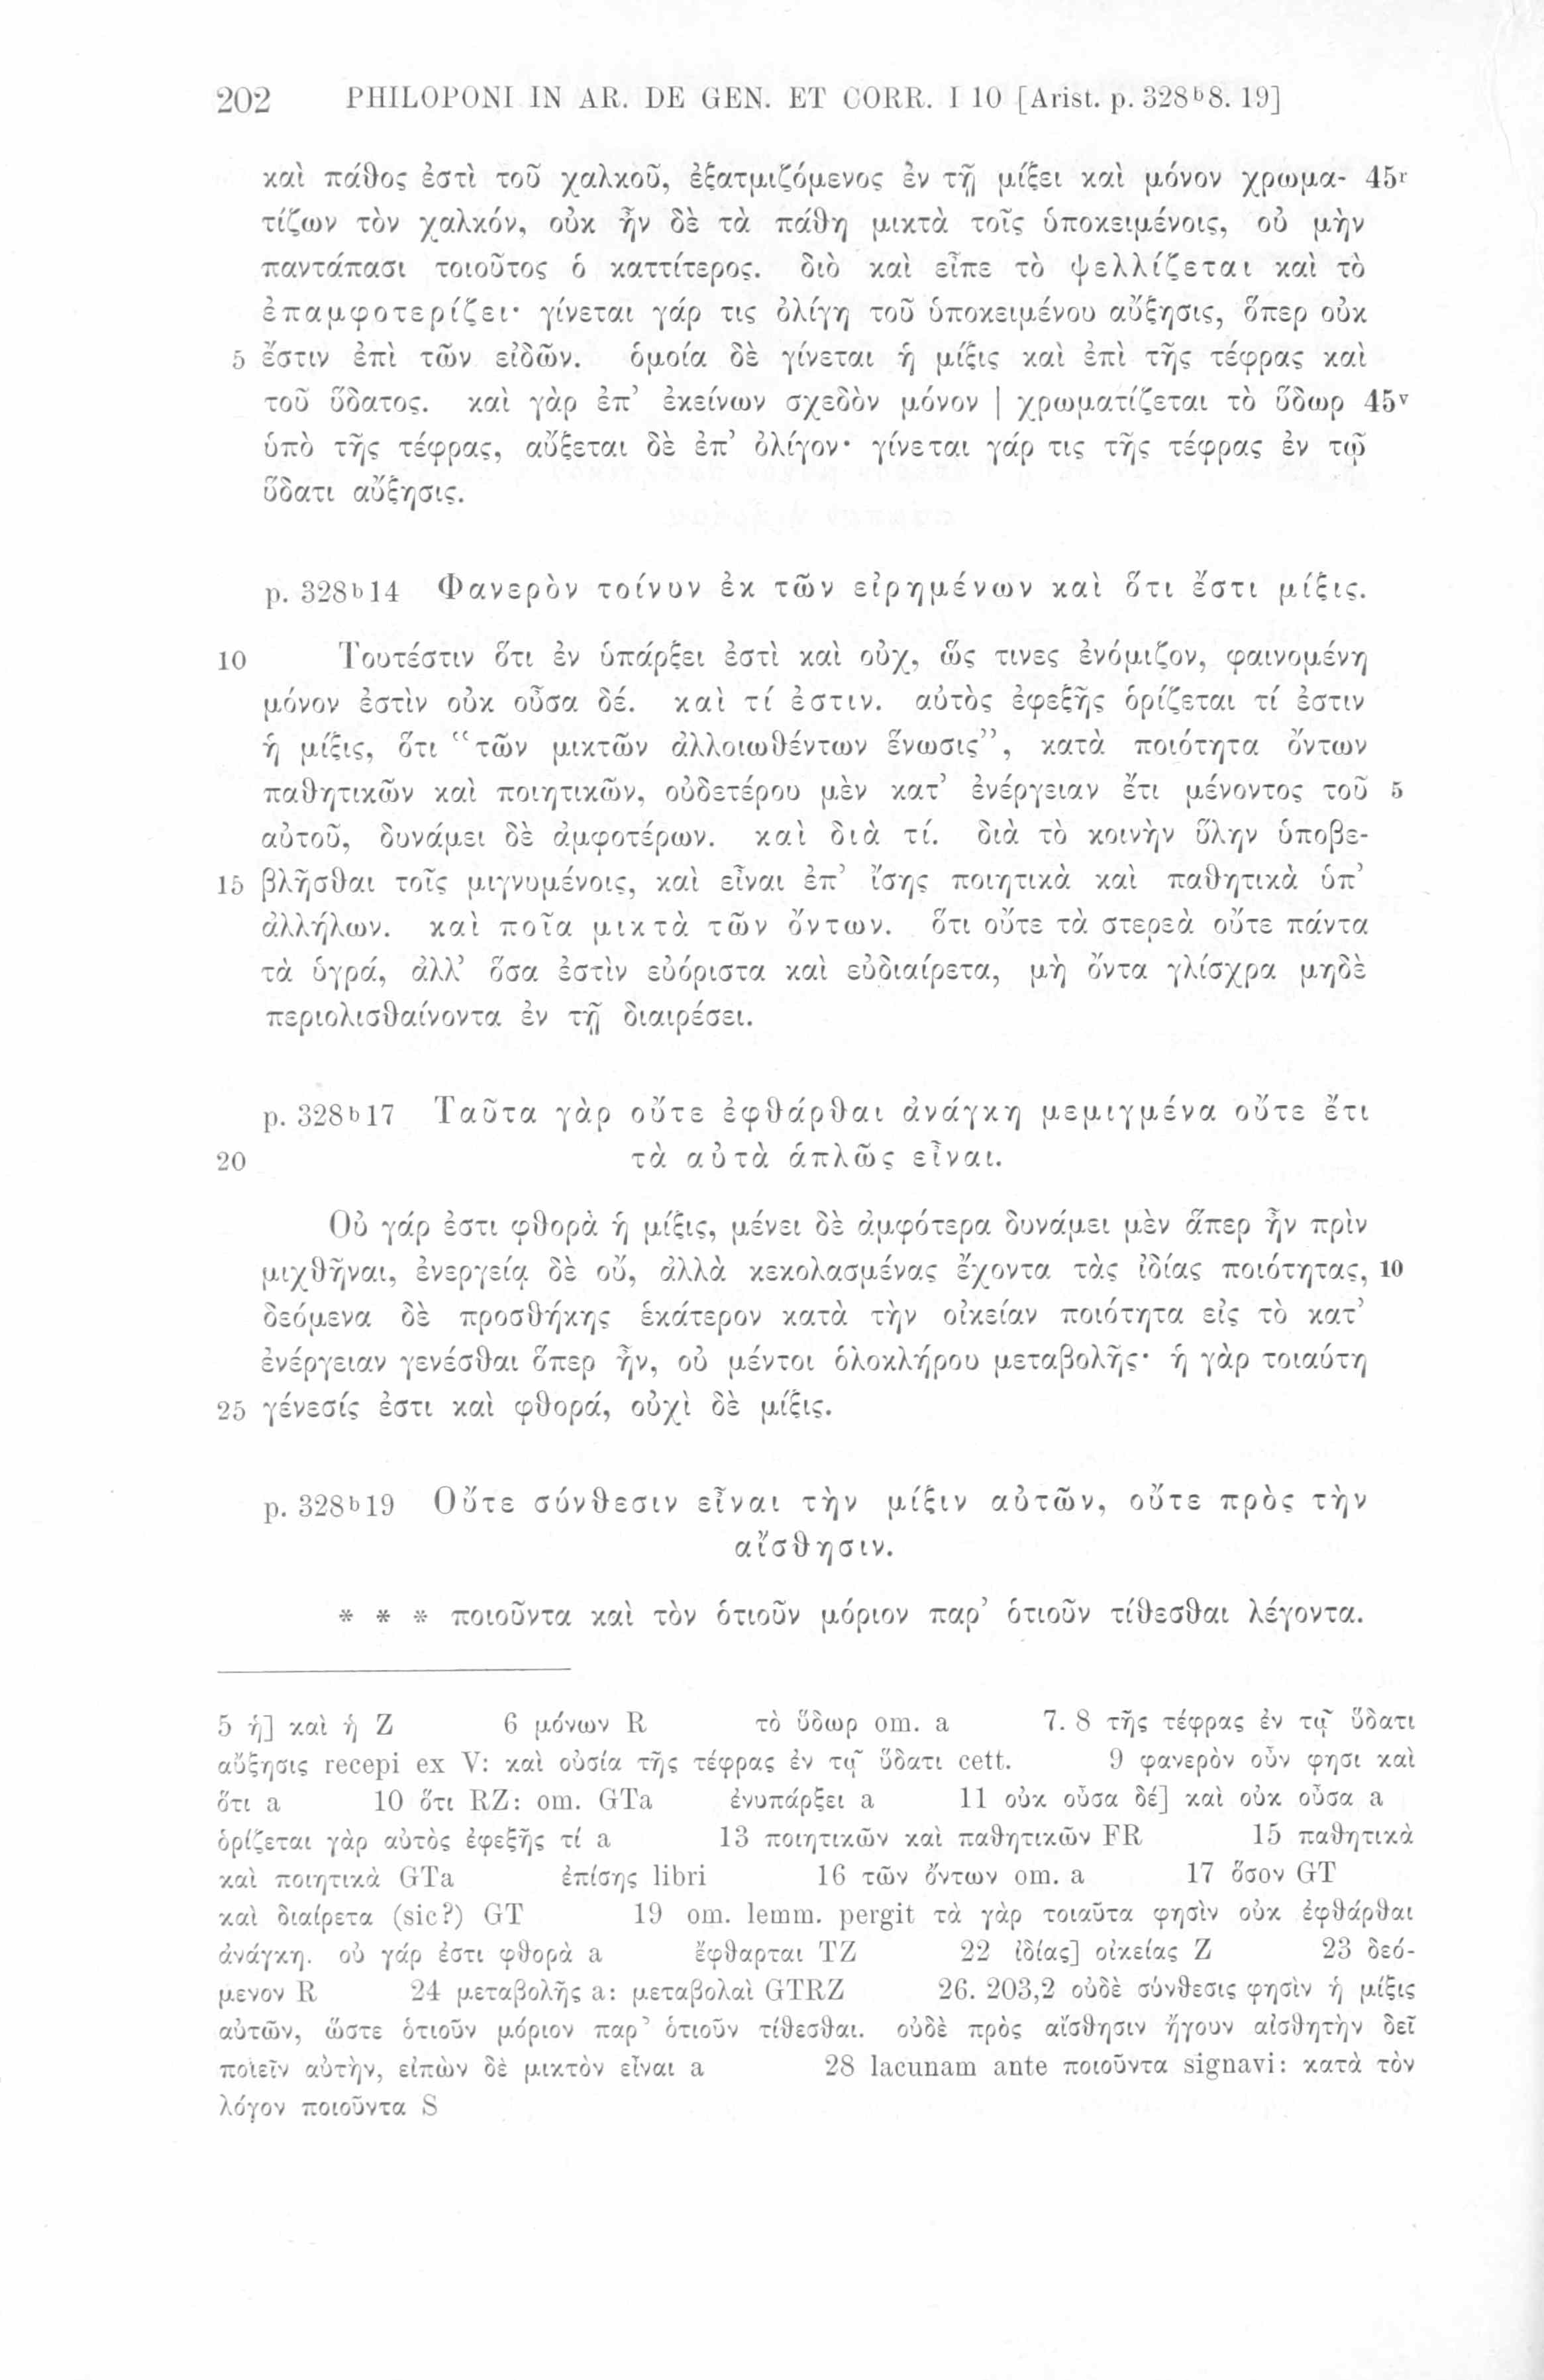 202 PHILOPONI IN AR. DE GEN. ET CORR. I 10 [Arist. p. 328ᵇ8. 19]
καὶ πάθος ἐστὶ τοῦ χαλκοῦ, ἐξατμιζόμενος ἐν τῇ μίξει καὶ μόνον χρωμα- 45ʳ
τίζων τὸν χαλκόν, οὐκ ἦν δὲ τὰ πάθη μικτὰ τοῖς ὑποκειμένοις, οὐ μὴν
παντάπασι τοιοῦτος ὁ καττίτερος. διὸ καὶ εἶπε τὸ ψελλίζεται καὶ τὸ
ἐπαμφοτερίζει· γίνεται γάρ τις ὀλίγη τοῦ ὑποκειμένου αὔξησις, ὅπερ οὐκ
5 ἔστιν ἐπὶ τῶν εἰδῶν. ὁμοία δὲ γίνεται ἡ μίξις καὶ ἐπὶ τῆς τέφρας καὶ
τοῦ ὕδατος. καὶ γὰρ ἐπ’ ἐκείνων σχεδὸν μόνον | χρωματίζεται τὸ ὕδωρ 45ᵛ
ὑπὸ τῆς τέφρας, αὔξεται δὲ ἐπ’ ὀλίγον· γίνεται γάρ τις τῆς τέφρας ἐν τῷ
ὕδατι αὔξησις.
p. 328ᵇ14 Φανερὸν τοίνυν ἐκ τῶν εἰρημένων καὶ ὅτι ἔστι μίξις.
10 Τουτέστιν ὅτι ἐν ὑπάρξει ἐστὶ καὶ οὐχ, ὥς τινες ἐνόμιζον, φαινομένη
μόνον ἐστὶν οὐκ οὖσα δέ. καὶ τί ἐστιν. αὐτὸς ἐφεξῆς ὁρίζεται τί ἐστιν
ἡ μίξις, ὅτι “τῶν μικτῶν ἀλλοιωθέντων ἕνωσις”, κατὰ ποιότητα ὄντων
παθητικῶν καὶ ποιητικῶν, οὐδετέρου μὲν κατ’ ἐνέργειαν ἔτι μένοντος τοῦ 5
αὐτοῦ, δυνάμει δὲ ἀμφοτέρων. καὶ διὰ τί. διὰ τὸ κοινὴν ὕλην ὑποβε-
15 βλῆσθαι τοῖς μιγνυμένοις, καὶ εἶναι ἐπ’ ἴσης ποιητικὰ καὶ παθητικὰ ὑπ’
ἀλλήλων. καὶ ποῖα μικτὰ τῶν ὄντων. ὅτι οὔτε τὰ στερεὰ οὔτε πάντα
τὰ ὑγρά, ἀλλ’ ὅσα ἐστὶν εὐόριστα καὶ εὐδιαίρετα, μὴ ὄντα γλίσχρα μηδὲ
περιολισθαίνοντα ἐν τῇ διαιρέσει.
p. 328ᵇ17 Ταῦτα γὰρ οὔτε ἐφθάρθαι ἀνάγκη μεμιγμένα οὔτε ἔτι
20 τὰ αὐτὰ ἁπλῶς εἶναι.
Οὐ γάρ ἐστι φθορὰ ἡ μίξις, μένει δὲ ἀμφότερα δυνάμει μὲν ἅπερ ἦν πρὶν
μιχθῆναι, ἐνεργείᾳ δὲ οὔ, ἀλλὰ κεκολασμένας ἔχοντα τὰς ἰδίας ποιότητας, 10
δεόμενα δὲ προσθήκης ἑκάτερον κατὰ τὴν οἰκείαν ποιότητα εἰς τὸ κατ’
ἐνέργειαν γενέσθαι ὅπερ ἦν, οὐ μέντοι ὁλοκλήρου μεταβολῆς· ἡ γὰρ τοιαύτη
25 γένεσίς ἐστι καὶ φθορά, οὐχὶ δὲ μίξις.
p. 328ᵇ19 Οὔτε σύνθεσιν εἶναι τὴν μίξιν αὐτῶν, οὔτε πρὸς τὴν
αἴσθησιν.
* * * ποιοῦντα καὶ τὸν ὁτιοῦν μόριον παρ’ ὁτιοῦν τίθεσθαι λέγοντα.
5 ἡ] καὶ ἡ Z 6 μόνων R τὸ ὕδωρ om. a 7. 8 τῆς τέφρας ἐν τῷ ὕδατι
αὔξησις recepi ex V: καὶ οὐσία τῆς τέφρας ἐν τῷ ὕδατι cett. 9 φανερὸν οὖν φησι καὶ
ὅτι a 10 ὅτι RZ: om. GTa ἐνυπάρξει a 11 οὐκ οὖσα δέ] καὶ οὐκ οὖσα a
ὁρίζεται γὰρ αὐτὸς ἐφεξῆς τί a 13 ποιητικῶν καὶ παθητικῶν FR 15 παθητικὰ
καὶ ποιητικὰ GTa ἐπίσης libri 16 τῶν ὄντων om. a 17 ὅσον GT
καὶ διαίρετα (sic?) GT 19 om. lemm. pergit τὰ γὰρ τοιαῦτα φησὶν οὐκ ἐφθάρθαι
ἀνάγκη. οὐ γάρ ἐστι φθορὰ a ἔφθαρται TZ 22 ἰδίας] οἰκείας Z 23 δεό-
μενον R 24 μεταβολῆς a: μεταβολαὶ GTRZ 26. 203,2 οὐδὲ σύνθεσις φησὶν ἡ μίξις
αὐτῶν, ὥστε ὁτιοῦν μόριον παρ’ ὁτιοῦν τίθεσθαι. οὐδὲ πρὸς αἴσθησιν ἤγουν αἰσθητὴν δεῖ
ποιεῖν αὐτὴν, εἰπὼν δὲ μικτὸν εἶναι a 28 lacunam ante ποιοῦντα signavi: κατὰ τὸν
λόγον ποιοῦντα S